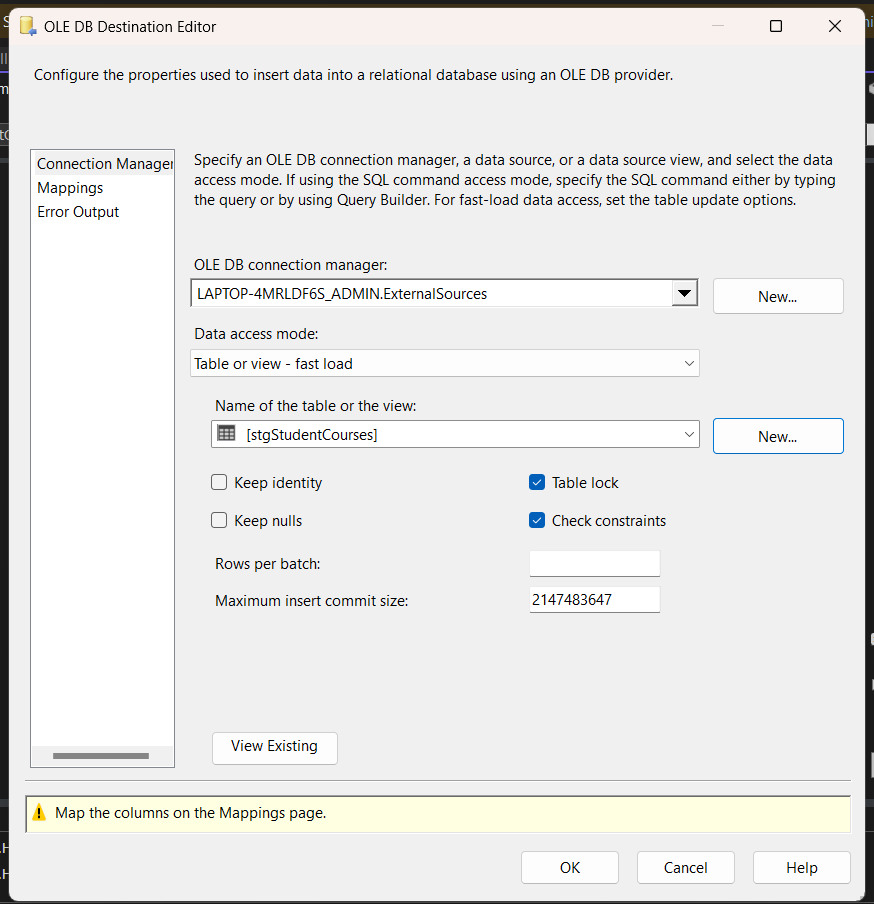 OLE DB Destination Editor
Configure the properties used to insert data into a relational database using an OLE DB provider.
Connection Manager
Mappings
Error Output
Specify an OLE DB connection manager, a data source, or a data source view, and select the data
access mode. If using the SQL command access mode, specify the SQL command either by typing
the query or by using Query Builder. For fast-load data access, set the table update options.
OLE DB connection manager:
LAPTOP-4MRLDF6S_ADMIN.ExternalSources
New...
Data access mode:
Table or view - fast load
Name of the table or the view:
[stgStudentCourses]
New...
Keep identity
Table lock
Keep nulls
Check constraints
Rows per batch:
Maximum insert commit size:
2147483647
View Existing
Map the columns on the Mappings page.
OK
Cancel
Help